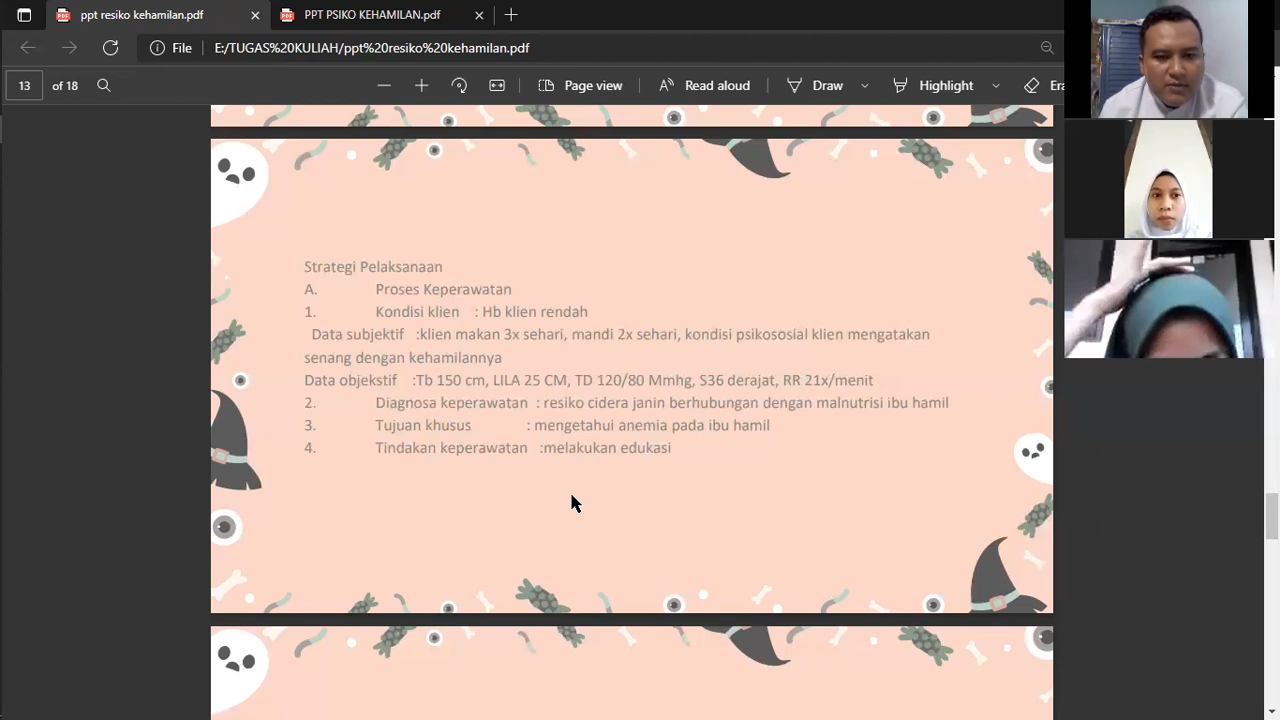 ppt resiko kehamilan.pdf
PPT PSIKO KEHAMILAN.pdf
File
E:/TUGAS%20KULIAH/ppt%20resiko%20kehamilan.pdf
13 of 18
Page view
Read aloud
Draw
Highlight
Era
Strategi Pelaksanaan
A. Proses Keperawatan
1. Kondisi klien : Hb klien rendah
Data subjektif :klien makan 3x sehari, mandi 2x sehari, kondisi psikososial klien mengatakan
senang dengan kehamilannya
Data objekstif :Tb 150 cm, LILA 25 CM, TD 120/80 Mmhg, S36 derajat, RR 21x/menit
2. Diagnosa keperawatan : resiko cidera janin berhubungan dengan malnutrisi ibu hamil
3. Tujuan khusus : mengetahui anemia pada ibu hamil
4. Tindakan keperawatan :melakukan edukasi